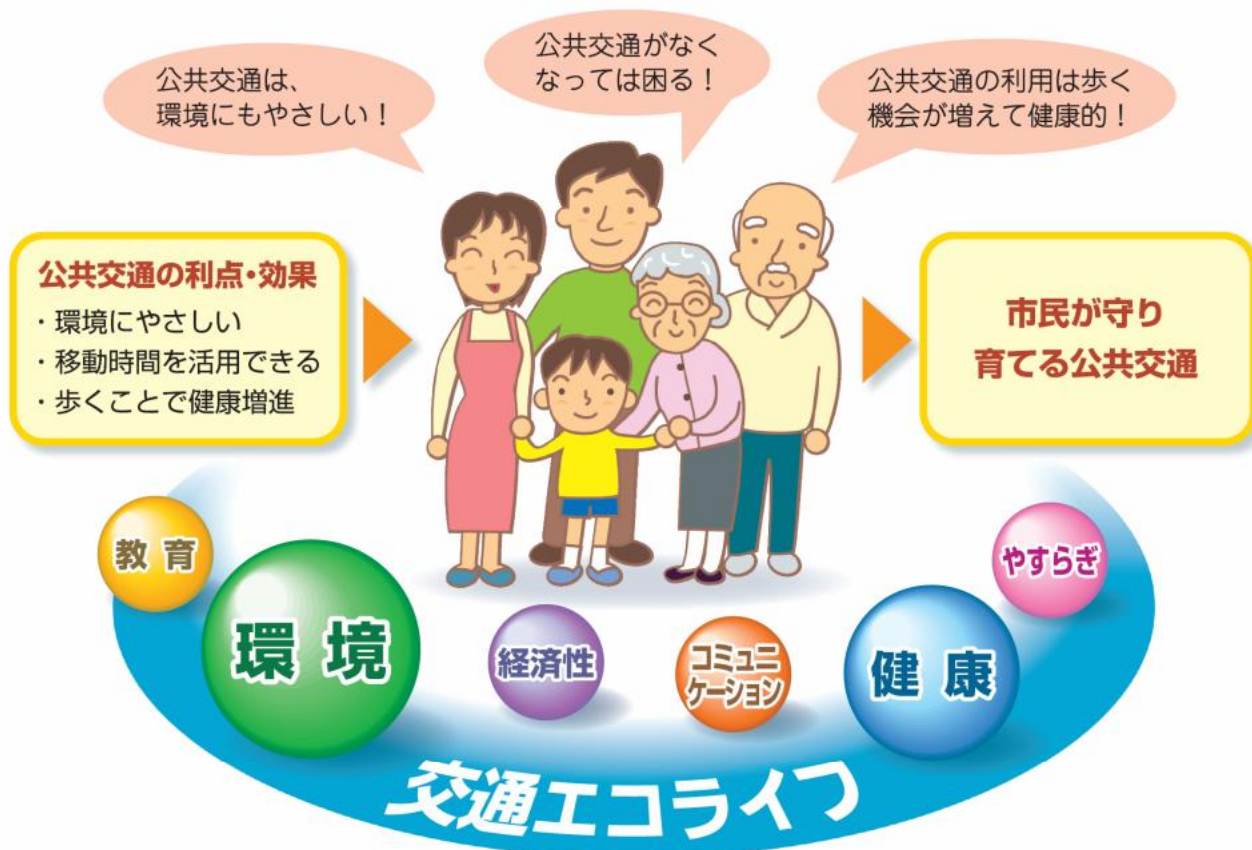 公共交通は、
環境にもやさしい！
公共交通がなく
なっては困る！
公共交通の利用は歩く
機会が増えて健康的！
公共交通の利点・効果
・環境にやさしい
・移動時間を活用できる
・歩くことで健康増進
市民が守り
育てる公共交通
教育
環境
経済性
コミュニ
ケーション
健康
やすらぎ
交通エコライフ